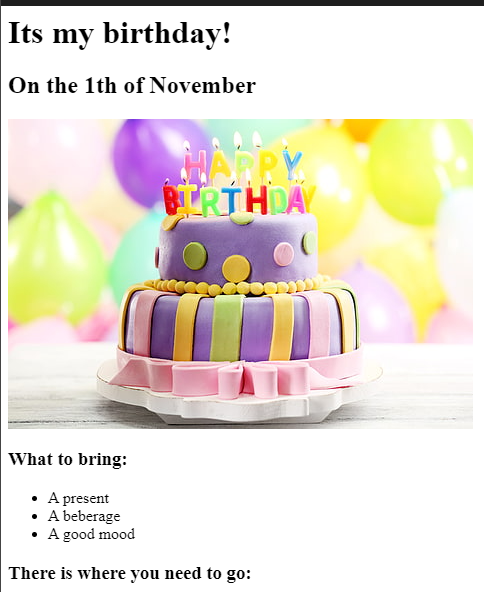 Its my birthday!
On the 1th of November
HAPPY
BIRTHDAY
What to bring:
A present
A beberage
A good mood
There is where you need to go: